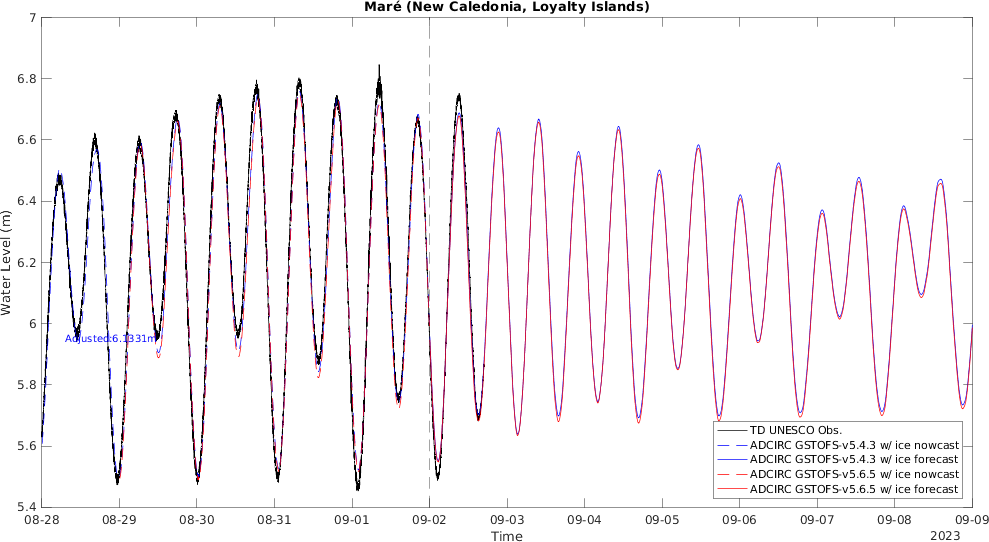 Maré (New Caledonia, Loyalty Islands)
7
6.8
6.6
6.4
6.2
6
5.8
5.6
5.4
Water Level (m)
Adjusted:6.1331m
TD UNESCO Obs.
ADCIRC GSTOFS-v5.4.3 w/ ice nowcast
ADCIRC GSTOFS-v5.4.3 w/ ice forecast
ADCIRC GSTOFS-v5.6.5 w/ ice nowcast
ADCIRC GSTOFS-v5.6.5 w/ ice forecast
08-28 08-29 08-30 08-31 09-01 09-02 09-03 09-04 09-05 09-06 09-07 09-08 09-09
Time
2023